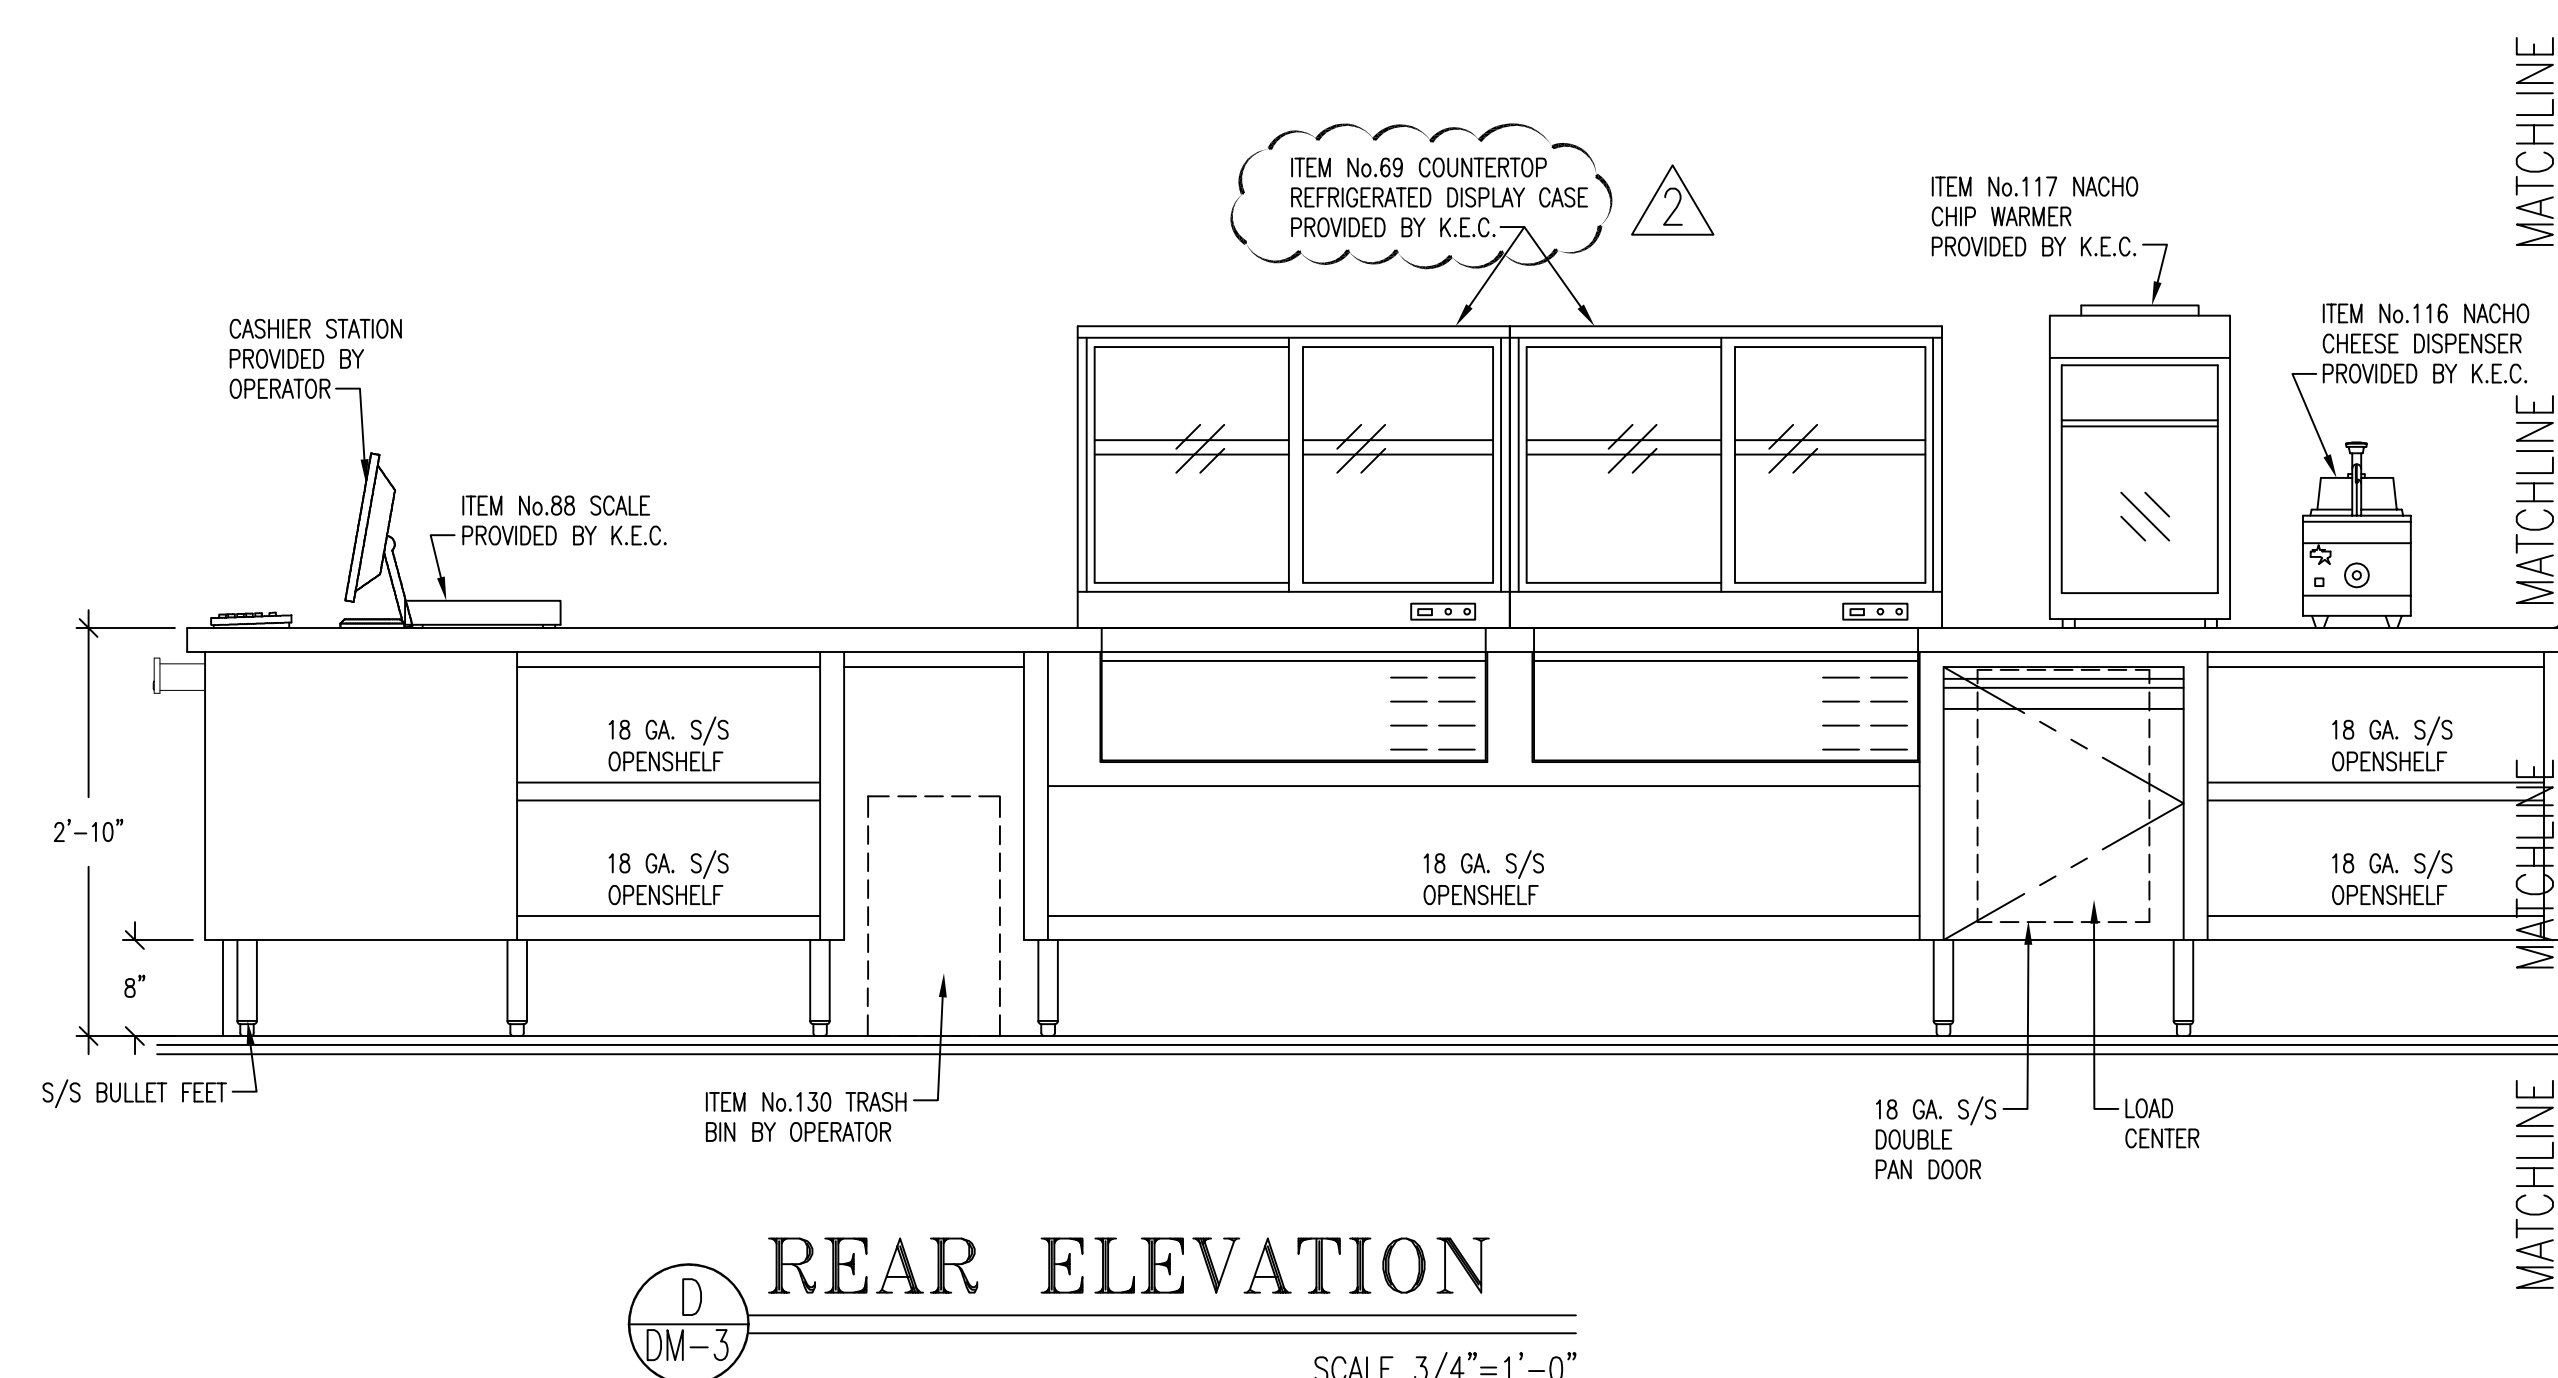 ITEM No.69 COUNTERTOP
REFRIGERATED DISPLAY CASE
PROVIDED BY K.E.C.
2
ITEM No.117 NACHO
CHIP WARMER
PROVIDED BY K.E.C.
ITEM No.116 NACHO
CHEESE DISPENSER
PROVIDED BY K.E.C.
CASHIER STATION
PROVIDED BY
OPERATOR
ITEM No.88 SCALE
PROVIDED BY K.E.C.
MATCHLINE
MATCHLINE
MATCHLINE
MATCHLINE
18 GA. S/S
OPENSHELF
18 GA. S/S
OPENSHELF
18 GA. S/S
OPENSHELF
18 GA. S/S
OPENSHELF
18 GA. S/S
OPENSHELF
2'-10"
8"
S/S BULLET FEET
ITEM No.130 TRASH
BIN BY OPERATOR
18 GA. S/S
DOUBLE
PAN DOOR
LOAD
CENTER
D
DM-3
REAR ELEVATION
SCALE 3/4"=1'-0"